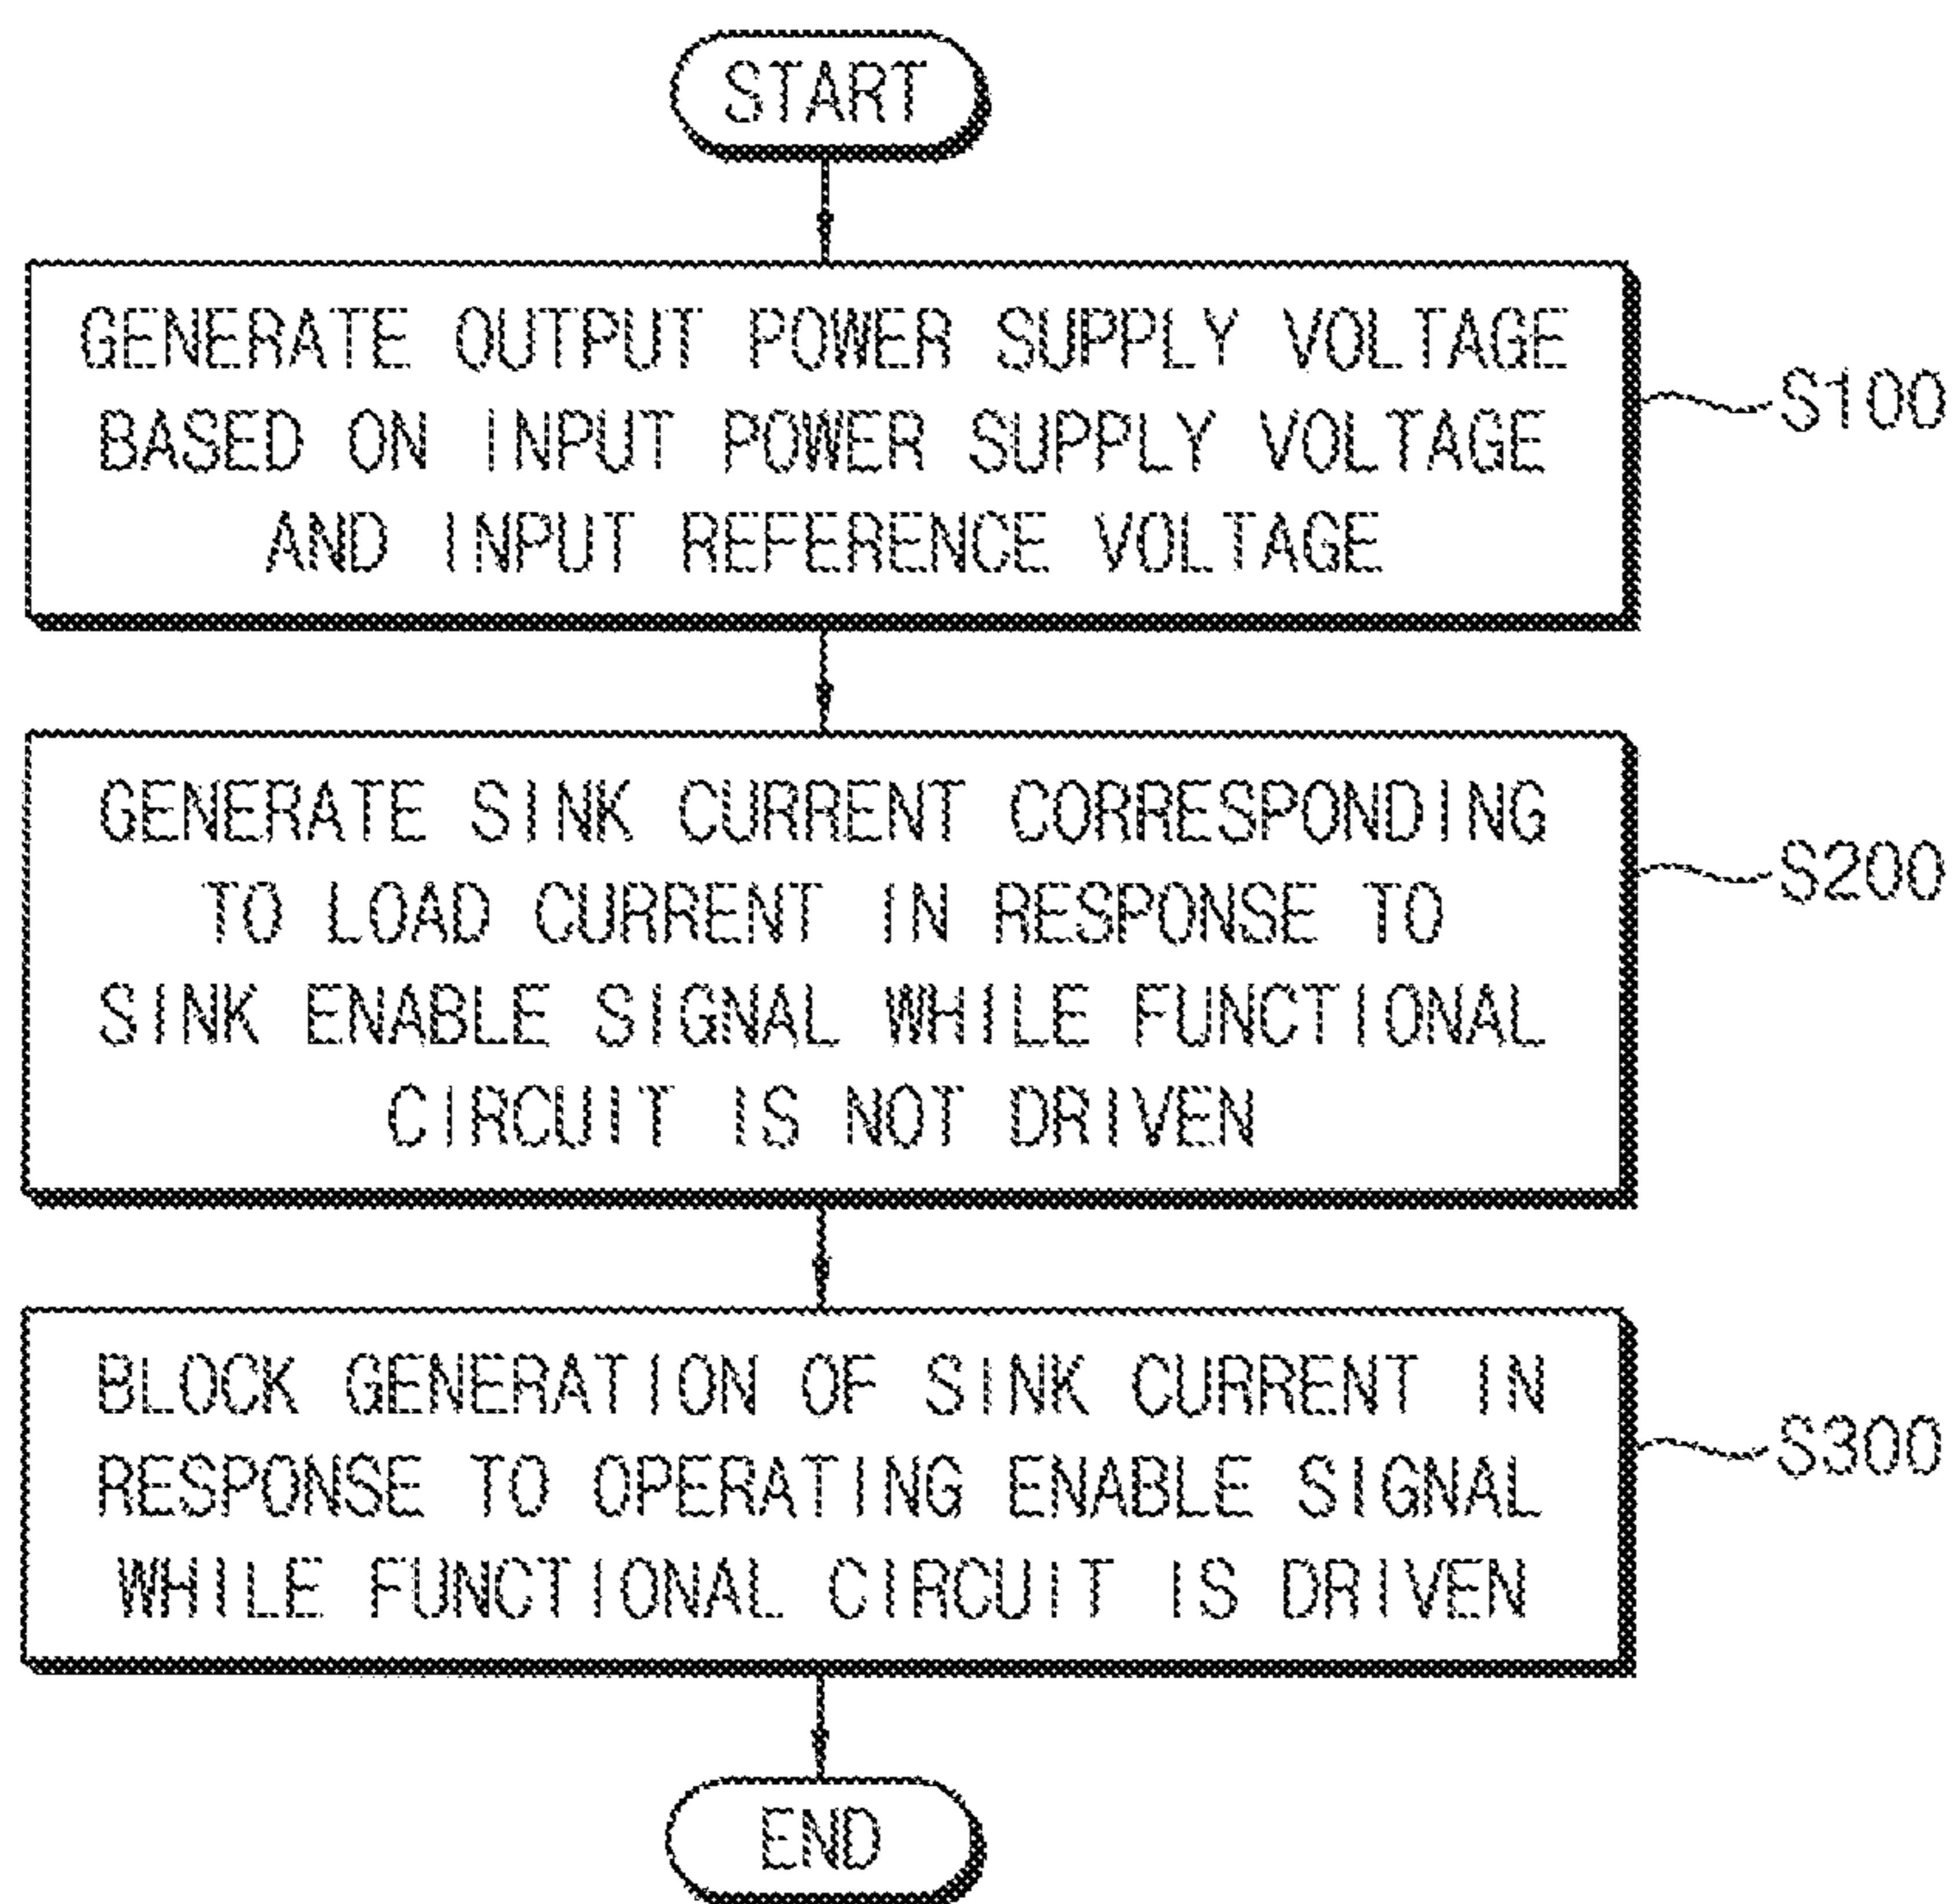 START
GENERATE OUTPUT POWER SUPPLY VOLTAGE
BASED ON INPUT POWER SUPPLY VOLTAGE
AND INPUT REFERENCE VOLTAGE
S100
GENERATE SINK CURRENT CORRESPONDING
TO LOAD CURRENT IN RESPONSE TO
SINK ENABLE SIGNAL WHILE FUNCTIONAL
CIRCUIT IS NOT DRIVEN
S200
BLOCK GENERATION OF SINK CURRENT IN
RESPONSE TO OPERATING ENABLE SIGNAL
WHILE FUNCTIONAL CIRCUIT IS DRIVEN
S300
END